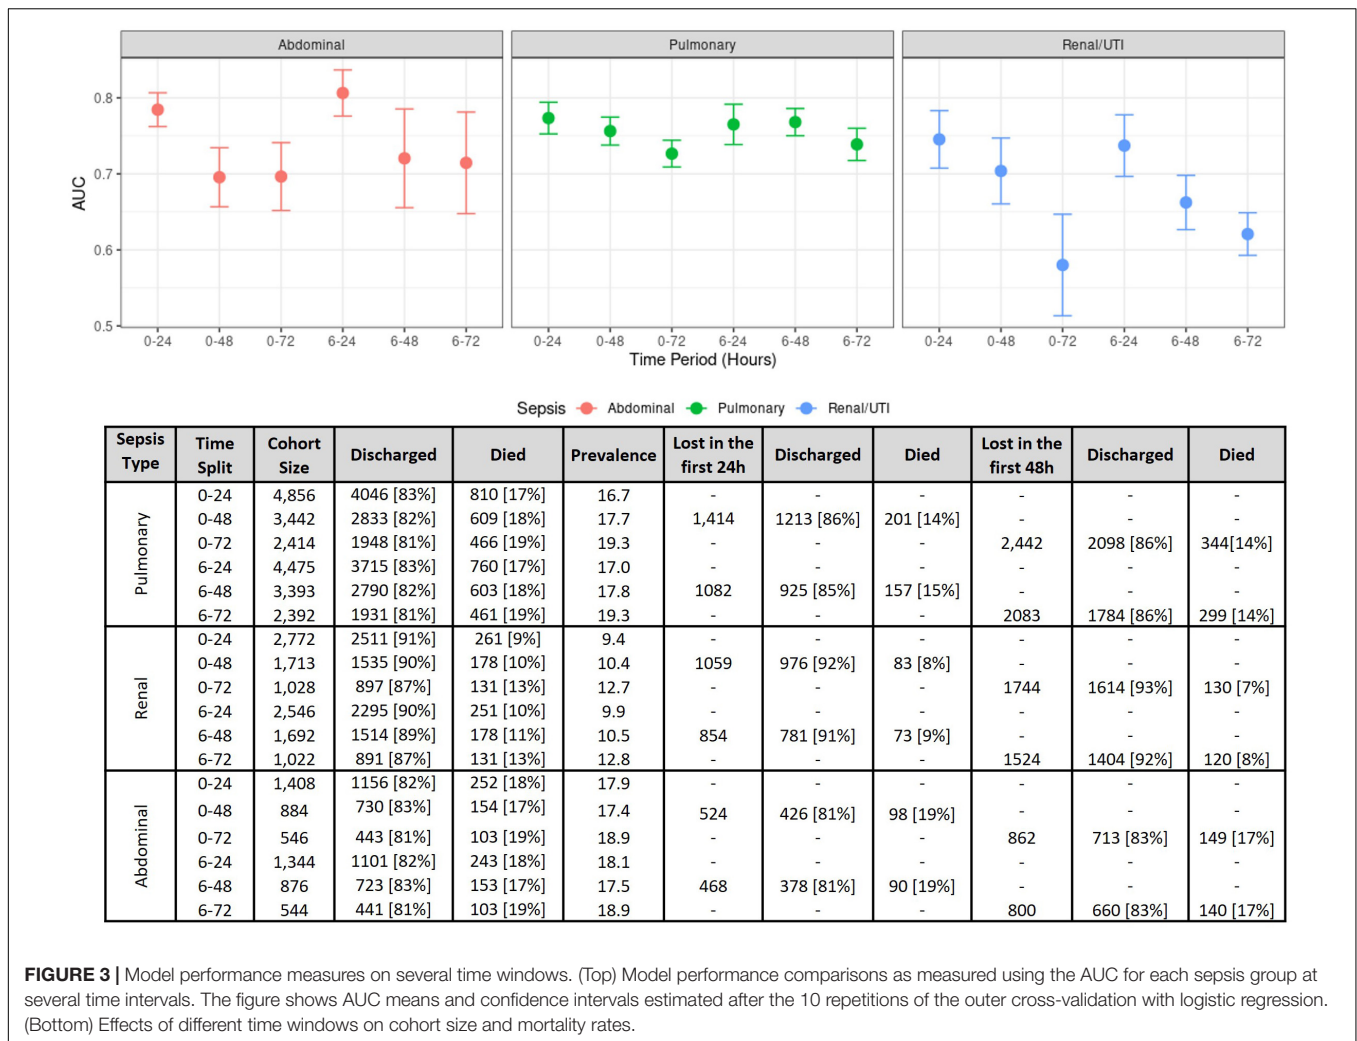 Abdominal
Pulmonary
Renal/UTI
AUC
0.8
0.7
0.6
0.5
0-24 0-48 0-72 6-24 6-48 6-72
0-24 0-48 0-72 6-24 6-48 6-72
0-24 0-48 0-72 6-24 6-48 6-72
Time Period (Hours)
Sepsis Abdominal Pulmonary Renal/UTI
Sepsis Type Time Split Cohort Size Discharged Died Prevalence Lost in the first 24h Discharged Died Lost in the first 48h Discharged Died
Pulmonary
0-24 4,856 4046 [83%] 810 [17%] 16.7 - - - - - -
0-48 3,442 2833 [82%] 609 [18%] 17.7 1,414 1213 [86%] 201 [14%] - - -
0-72 2,414 1948 [81%] 466 [19%] 19.3 - - - 2,442 2098 [86%] 344[14%]
6-24 4,475 3715 [83%] 760 [17%] 17.0 - - - - - -
6-48 3,393 2790 [82%] 603 [18%] 17.8 1082 925 [85%] 157 [15%] - - -
6-72 2,392 1931 [81%] 461 [19%] 19.3 - - - 2083 1784 [86%] 299 [14%]
Renal
0-24 2,772 2511 [91%] 261 [9%] 9.4 - - - - - -
0-48 1,713 1535 [90%] 178 [10%] 10.4 1059 976 [92%] 83 [8%] - - -
0-72 1,028 897 [87%] 131 [13%] 12.7 - - - 1744 1614 [93%] 130 [7%]
6-24 2,546 2295 [90%] 251 [10%] 9.9 - - - - - -
6-48 1,692 1514 [89%] 178 [11%] 10.5 854 781 [91%] 73 [9%] - - -
6-72 1,022 891 [87%] 131 [13%] 12.8 - - - 1524 1404 [92%] 120 [8%]
Abdominal
0-24 1,408 1156 [82%] 252 [18%] 17.9 - - - - - -
0-48 884 730 [83%] 154 [17%] 17.4 524 426 [81%] 98 [19%] - - -
0-72 546 443 [81%] 103 [19%] 18.9 - - - 862 713 [83%] 149 [17%]
6-24 1,344 1101 [82%] 243 [18%] 18.1 - - - - - -
6-48 876 723 [83%] 153 [17%] 17.5 468 378 [81%] 90 [19%] - - -
6-72 544 441 [81%] 103 [19%] 18.9 - - - 800 660 [83%] 140 [17%]
FIGURE 3 | Model performance measures on several time windows. (Top) Model performance comparisons as measured using the AUC for each sepsis group at
several time intervals. The figure shows AUC means and confidence intervals estimated after the 10 repetitions of the outer cross-validation with logistic regression.
(Bottom) Effects of different time windows on cohort size and mortality rates.